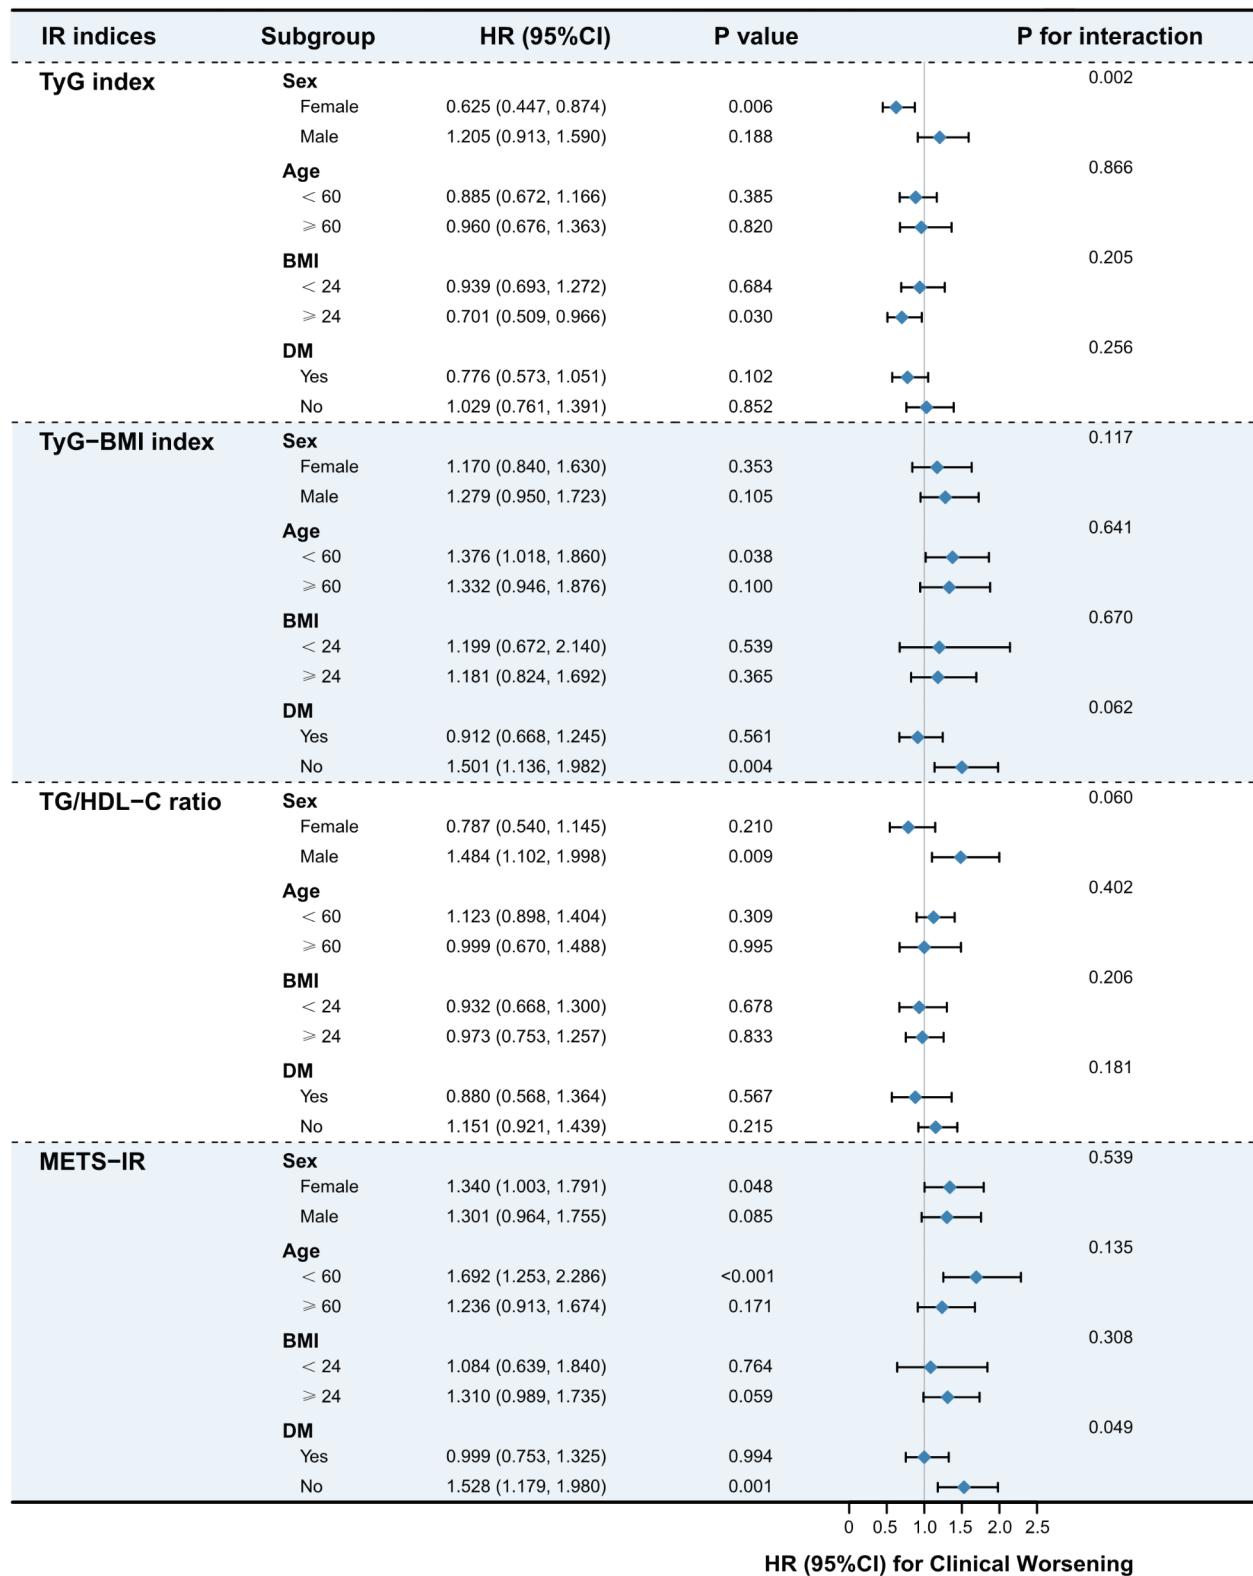 IR indices Subgroup HR (95%CI) P value P for interaction
TyG index Sex 0.002
Female 0.625 (0.447, 0.874) 0.006
Male 1.205 (0.913, 1.590) 0.188
Age 0.866
< 60 0.885 (0.672, 1.166) 0.385
⩾ 60 0.960 (0.676, 1.363) 0.820
BMI 0.205
< 24 0.939 (0.693, 1.272) 0.684
⩾ 24 0.701 (0.509, 0.966) 0.030
DM 0.256
Yes 0.776 (0.573, 1.051) 0.102
No 1.029 (0.761, 1.391) 0.852
TyG−BMI index Sex 0.117
Female 1.170 (0.840, 1.630) 0.353
Male 1.279 (0.950, 1.723) 0.105
Age 0.641
< 60 1.376 (1.018, 1.860) 0.038
⩾ 60 1.332 (0.946, 1.876) 0.100
BMI 0.670
< 24 1.199 (0.672, 2.140) 0.539
⩾ 24 1.181 (0.824, 1.692) 0.365
DM 0.062
Yes 0.912 (0.668, 1.245) 0.561
No 1.501 (1.136, 1.982) 0.004
TG/HDL−C ratio Sex 0.060
Female 0.787 (0.540, 1.145) 0.210
Male 1.484 (1.102, 1.998) 0.009
Age 0.402
< 60 1.123 (0.898, 1.404) 0.309
⩾ 60 0.999 (0.670, 1.488) 0.995
BMI 0.206
< 24 0.932 (0.668, 1.300) 0.678
⩾ 24 0.973 (0.753, 1.257) 0.833
DM 0.181
Yes 0.880 (0.568, 1.364) 0.567
No 1.151 (0.921, 1.439) 0.215
METS−IR Sex 0.539
Female 1.340 (1.003, 1.791) 0.048
Male 1.301 (0.964, 1.755) 0.085
Age 0.135
< 60 1.692 (1.253, 2.286) <0.001
⩾ 60 1.236 (0.913, 1.674) 0.171
BMI 0.308
< 24 1.084 (0.639, 1.840) 0.764
⩾ 24 1.310 (0.989, 1.735) 0.059
DM 0.049
Yes 0.999 (0.753, 1.325) 0.994
No 1.528 (1.179, 1.980) 0.001
0 0.5 1.0 1.5 2.0 2.5
HR (95%CI) for Clinical Worsening